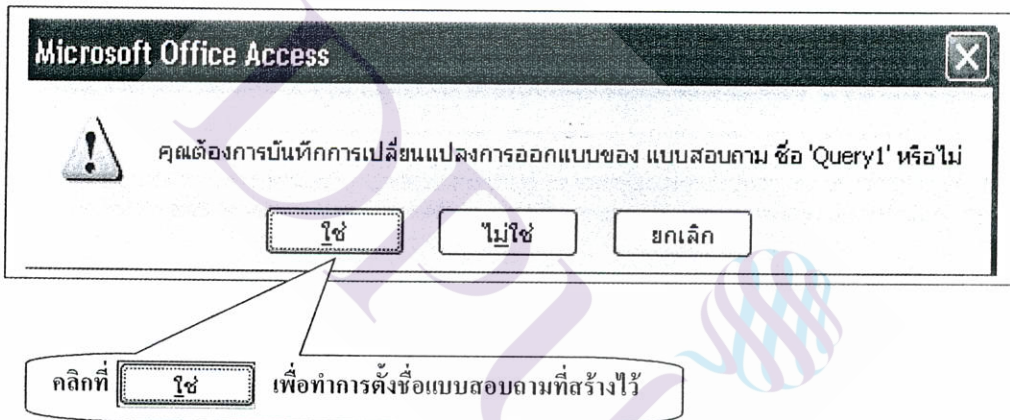 Microsoft Office Access
คุณต้องการบันทึกการเปลี่ยนแปลงการออกแบบของ แบบสอบถาม ชื่อ 'Query1' หรือไม่
ใช่ ไม่ใช่ ยกเลิก
คลิกที่ ใช่ เพื่อทำการตั้งชื่อแบบสอบถามที่สร้างไว้
DPU